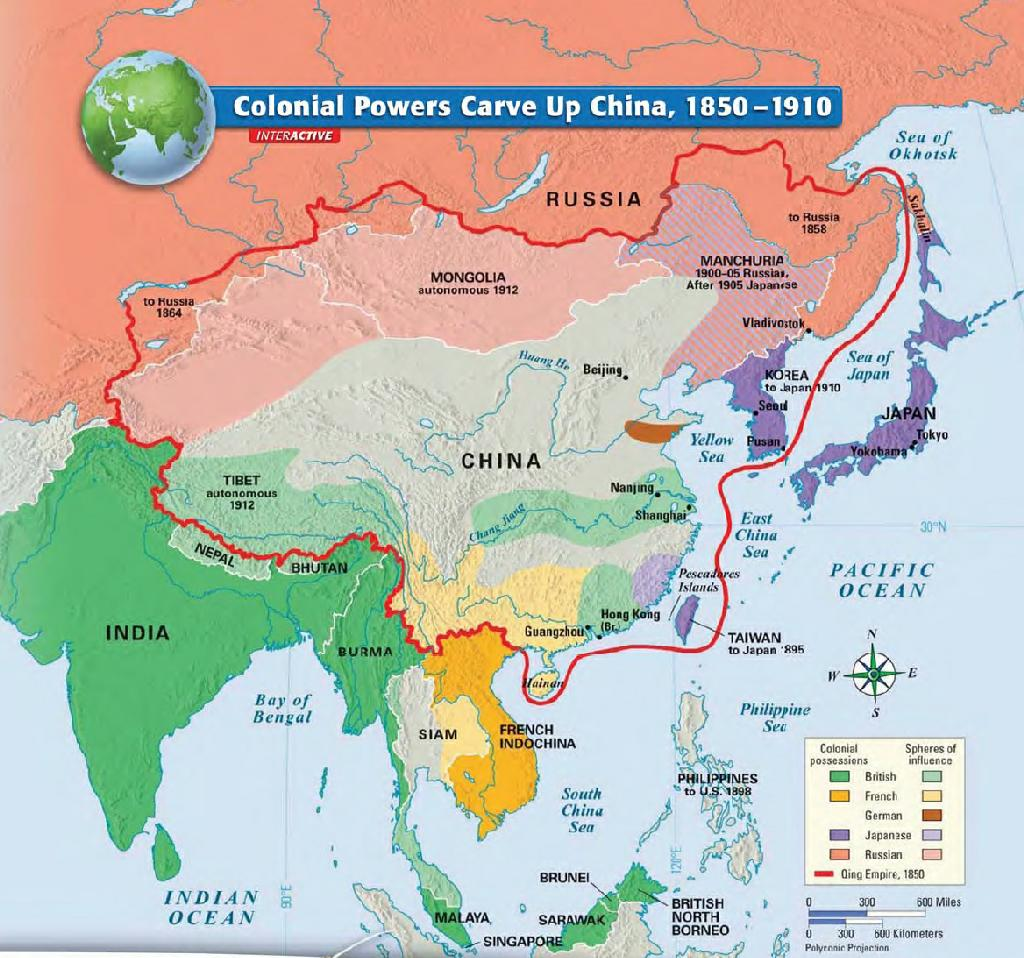 Colonial Powers Carve Up China, 1850–1910
INTERACTIVE
Sea of
Okhotsk
RUSSIA
Sakhalin
to Russia
1858
MONGOLIA
autonomous 1912
MANCHURIA
1900–05 Russian,
After 1905 Japanese
to Russia
1864
Vladivostok
Huang He
Beijing
Sea of
Japan
KOREA
to Japan 1910
Seoul
JAPAN
Tokyo
Yokohama
Pusan
Yellow
Sea
CHINA
TIBET
autonomous
1912
Nanjing
Shanghai
Chang Jiang
East
China
Sea
30°N
NEPAL
BHUTAN
Pescadores
Islands
PACIFIC
OCEAN
INDIA
Hong Kong
(Br.)
Guangzhou
BURMA
TAIWAN
to Japan 1895
N
W
E
S
Hainan
Bay of
Bengal
SIAM
FRENCH
INDOCHINA
Philippine
Sea
PHILIPPINES
to U.S. 1898
South
China
Sea
Colonial
possessions
Spheres of
influence
British
French
German
Japanese
Russian
Qing Empire, 1850
120°E
90°E
BRUNEI
INDIAN
OCEAN
MALAYA
SARAWAK
BRITISH
NORTH
BORNEO
SINGAPORE
0 300 600 Miles
0 300 600 Kilometers
Polyconic Projection